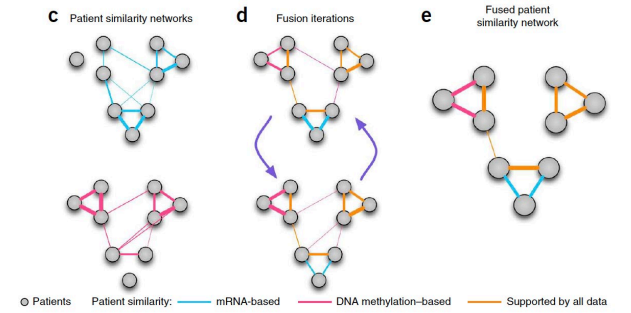 c Patient similarity networks
d Fusion iterations
e Fused patient
similarity network
Patients Patient similarity: mRNA-based DNA methylation–based Supported by all data